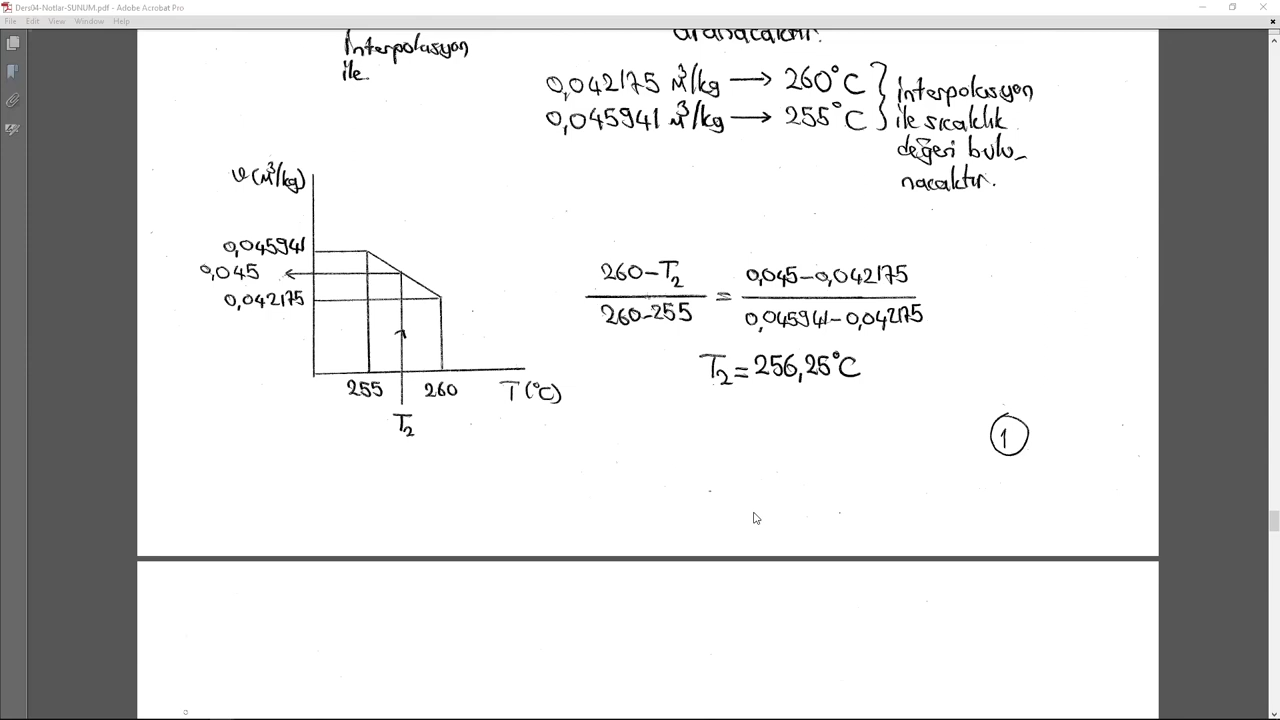 Ders04-Notlar-SUNUM.pdf - Adobe Acrobat Pro
File Edit View Window Help
İnterpolasyon
ile
aranacaktır.
0,042175 m³/kg → 260°C
0,045941 m³/kg → 255°C
interpolasyon
ile sıcaklık
değeri bulu-
nacaktır.
υ (m³/kg)
0,045941
0,045
0,042175
255 260 T (°C)
T₂
260-T₂ / 260-255 = 0,045-0,042175 / 0,045941-0,042175
T₂ = 256,25°C
1